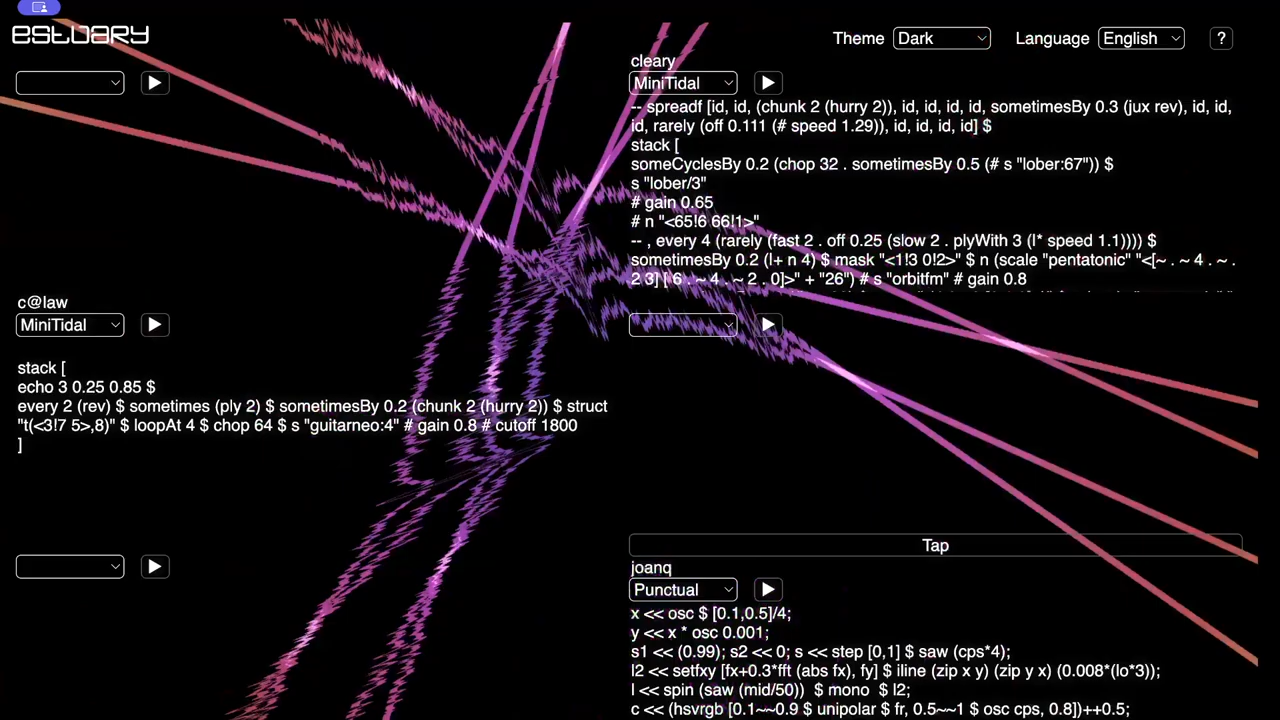 estuary
Theme Dark Language English ?
cleary
MiniTidal
-- spreadf [id, id, (chunk 2 (hurry 2)), id, id, id, id, sometimesBy 0.3 (jux rev), id, id,
id, rarely (off 0.111 (# speed 1.29)), id, id, id, id] $
stack [
someCyclesBy 0.2 (chop 32 . sometimesBy 0.5 (# s "lober:67")) $
s "lober/3"
# gain 0.65
# n "<65!6 66!1>"
-- , every 4 (rarely (fast 2 . off 0.25 (slow 2 . plyWith 3 (|* speed 1.1)))) $
sometimesBy 0.2 (|+ n 4) $ mask "<1!3 0!2>" $ n (scale "pentatonic" "<[~ . ~ 4 . ~ .
2 3] [ 6 . ~ 4 . ~ 2 . 0]>" + "26") # s "orbitfm" # gain 0.8
c@law
MiniTidal
stack [
echo 3 0.25 0.85 $
every 2 (rev) $ sometimes (ply 2) $ sometimesBy 0.2 (chunk 2 (hurry 2)) $ struct
"t(<3!7 5>,8)" $ loopAt 4 $ chop 64 $ s "guitarneo:4" # gain 0.8 # cutoff 1800
]
Tap
joanq
Punctual
x << osc $ [0.1,0.5]/4;
y << x * osc 0.001;
s1 << (0.99); s2 << 0; s << step [0,1] $ saw (cps*4);
l2 << setfxy [fx+0.3*fft (abs fx), fy] $ iline (zip x y) (zip y x) (0.008*(lo*3));
l << spin (saw (mid/50))  $ mono  $ l2;
c << (hsvrgb [0.1~~0.9 $ unipolar $ fr, 0.5~~1 $ osc cps, 0.8])++0.5;